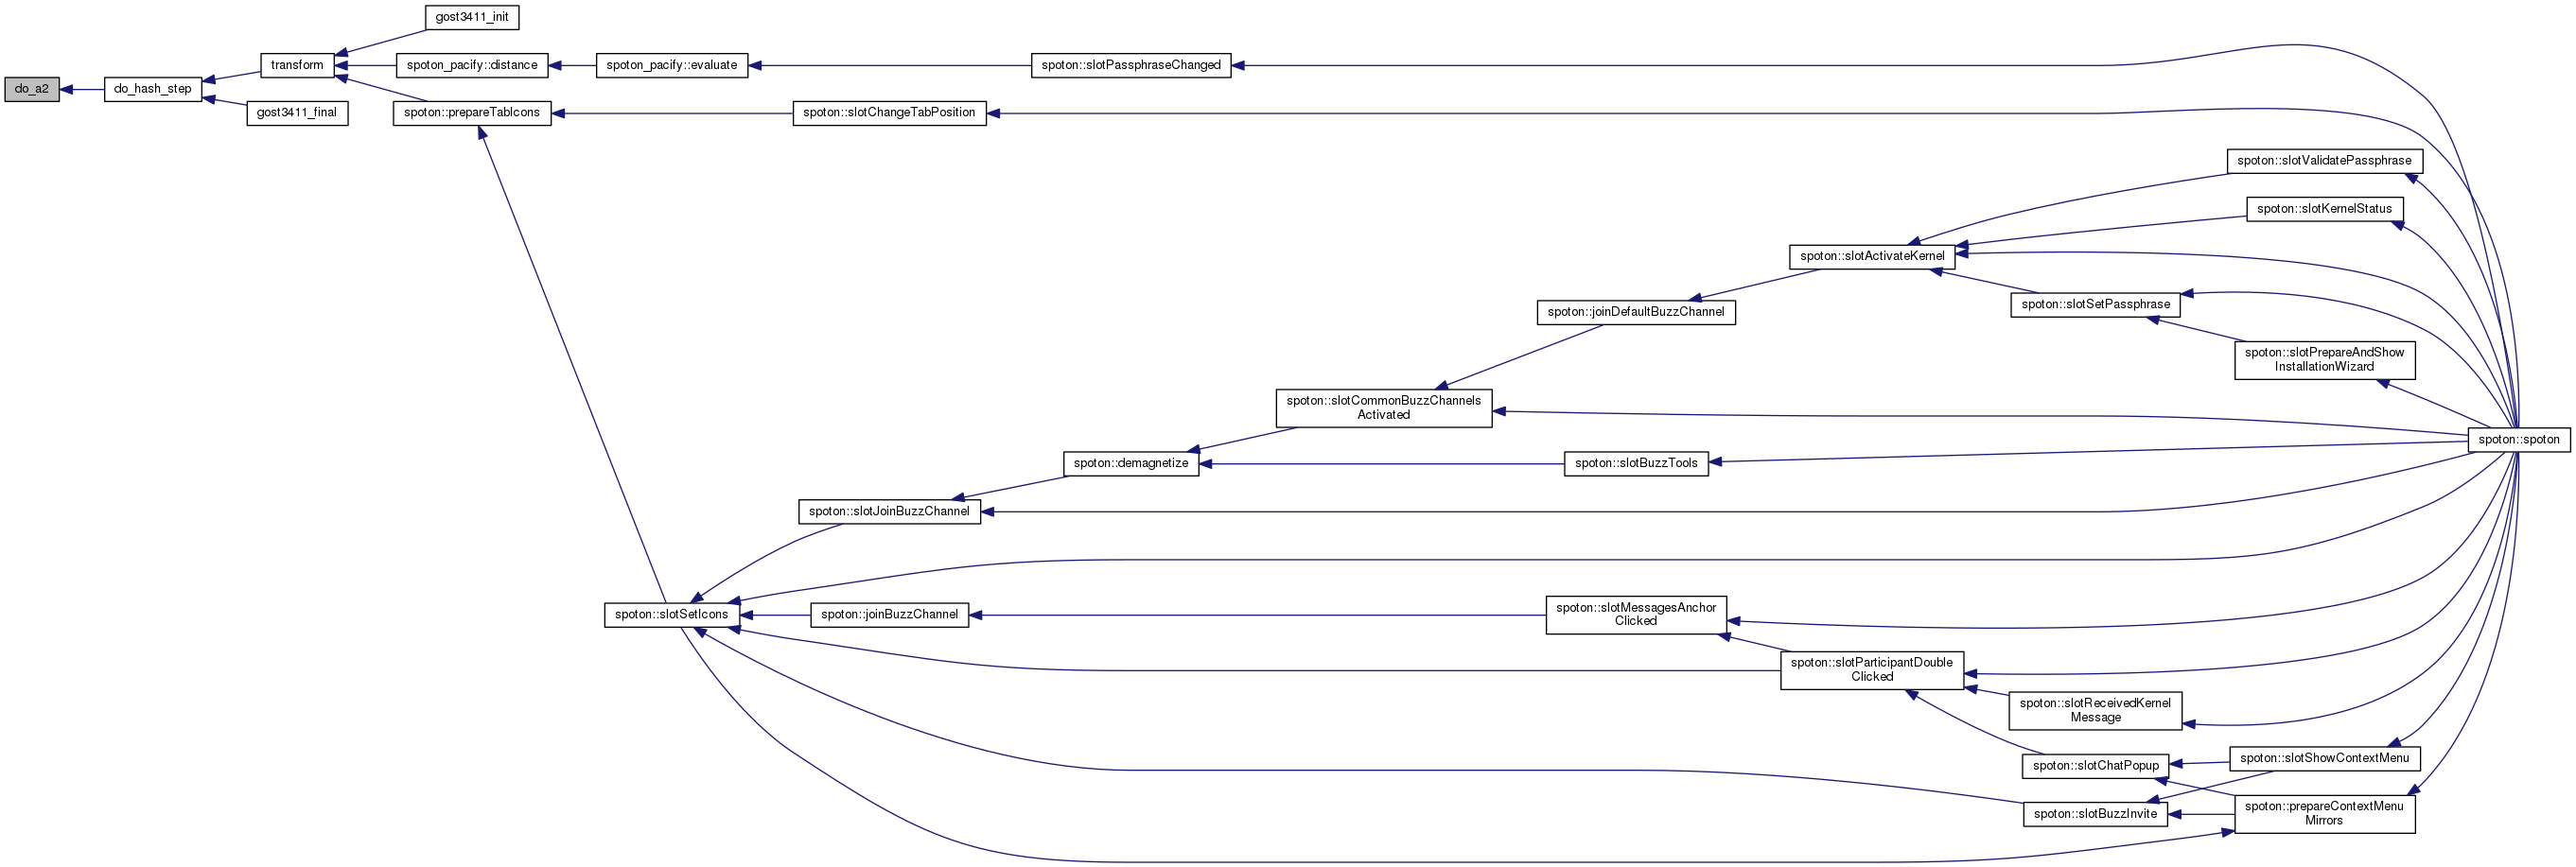 gost3411_init
transform
spoton_pacify::distance
spoton_pacify::evaluate
spoton::slotPassphraseChanged
do_a2
do_hash_step
gost3411_final
spoton::prepareTabIcons
spoton::slotChangeTabPosition
spoton::slotValidatePassphrase
spoton::slotKernelStatus
spoton::slotActivateKernel
spoton::slotSetPassphrase
spoton::joinDefaultBuzzChannel
spoton::slotPrepareAndShow
InstallationWizard
spoton::slotCommonBuzzChannels
Activated
spoton::spoton
spoton::demagnetize
spoton::slotBuzzTools
spoton::slotJoinBuzzChannel
spoton::slotSetIcons
spoton::joinBuzzChannel
spoton::slotMessagesAnchor
Clicked
spoton::slotParticipantDouble
Clicked
spoton::slotReceivedKernel
Message
spoton::slotChatPopup
spoton::slotShowContextMenu
spoton::slotBuzzInvite
spoton::prepareContextMenu
Mirrors